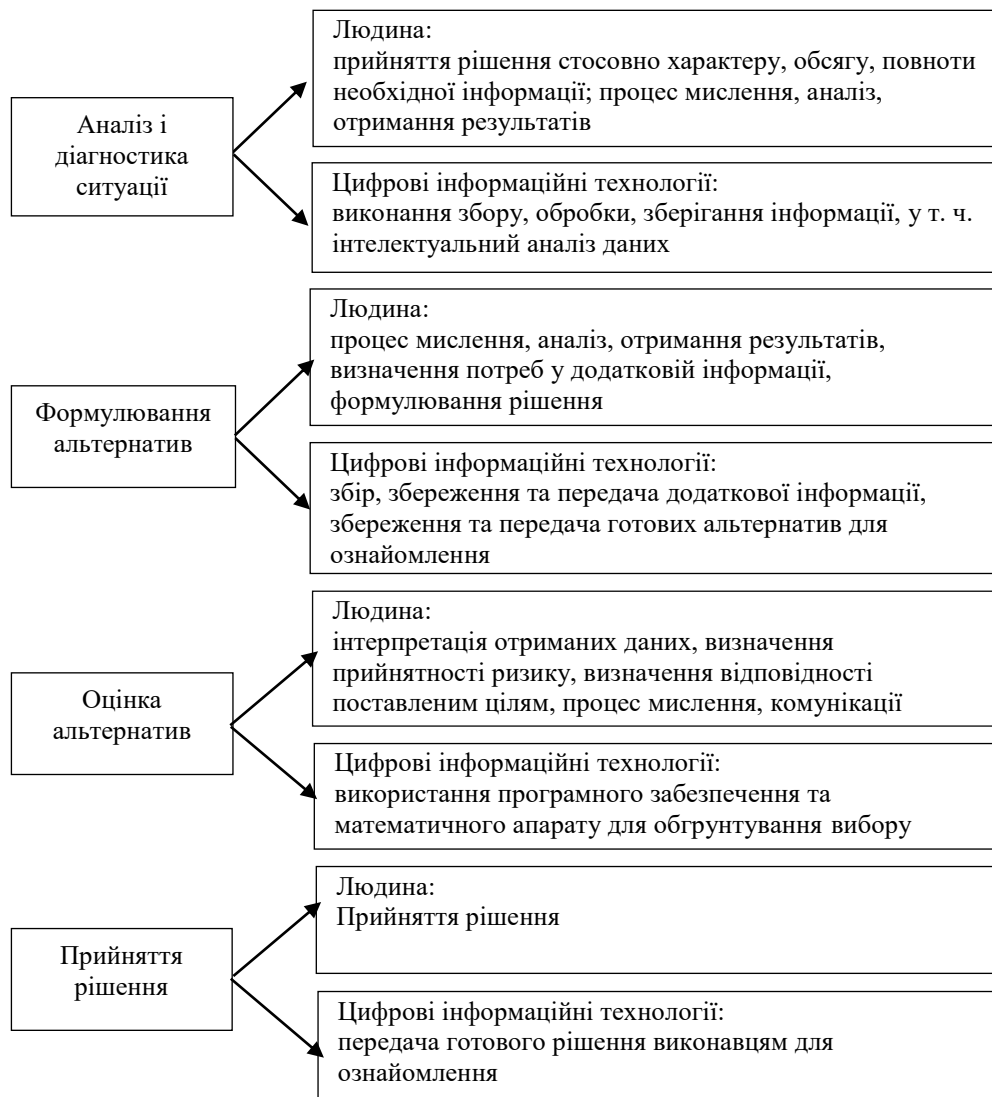 Аналіз і
діагностика
ситуації
Людина:
прийняття рішення стосовно характеру, обсягу, повноти
необхідної інформації; процес мислення, аналіз,
отримання результатів
Цифрові інформаційні технології:
виконання збору, обробки, зберігання інформації, у т. ч.
інтелектуальний аналіз даних
Формулювання
альтернатив
Людина:
процес мислення, аналіз, отримання результатів,
визначення потреб у додатковій інформації,
формулювання рішення
Цифрові інформаційні технології:
збір, збереження та передача додаткової інформації,
збереження та передача готових альтернатив для
ознайомлення
Оцінка
альтернатив
Людина:
інтерпретація отриманих даних, визначення
прийнятності ризику, визначення відповідності
поставленим цілям, процес мислення, комунікації
Цифрові інформаційні технології:
використання програмного забезпечення та
математичного апарату для обгрунтування вибору
Прийняття
рішення
Людина:
Прийняття рішення
Цифрові інформаційні технології:
передача готового рішення виконавцям для
ознайомлення